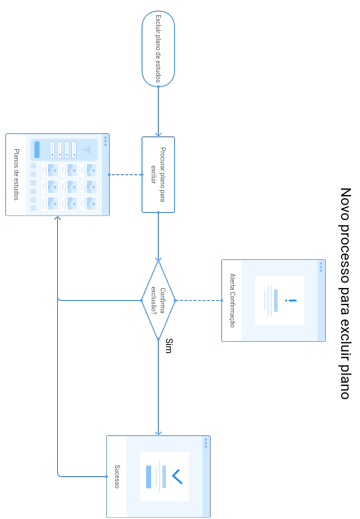 Novo processo para excluir plano
Excluir plano de estudos
Procurar plano para
excluir
Planos de estudos
Confirma
exclusão?
Alerta Confirmação
Sim
Sucesso